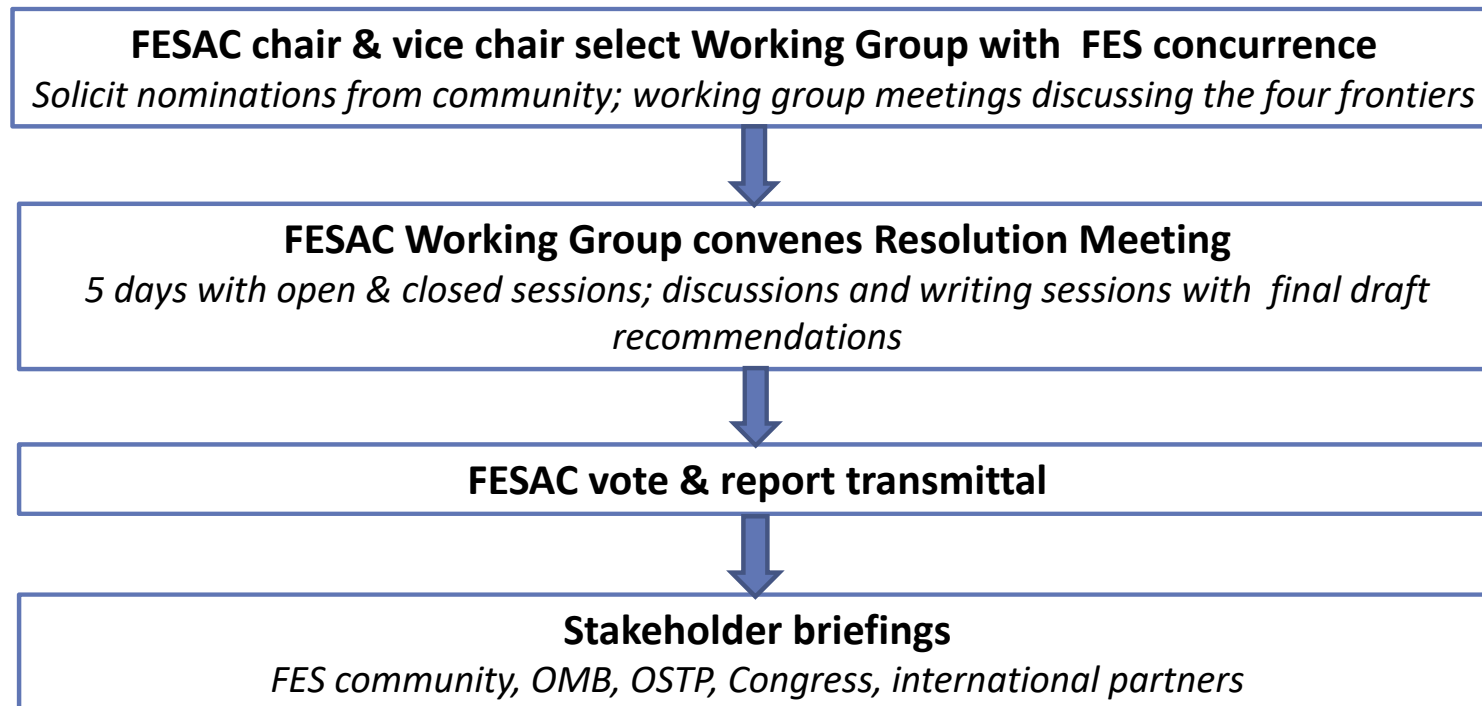 FESAC chair & vice chair select Working Group with FES concurrence
Solicit nominations from community; working group meetings discussing the four frontiers
FESAC Working Group convenes Resolution Meeting
5 days with open & closed sessions; discussions and writing sessions with final draft
recommendations
FESAC vote & report transmittal
Stakeholder briefings
FES community, OMB, OSTP, Congress, international partners